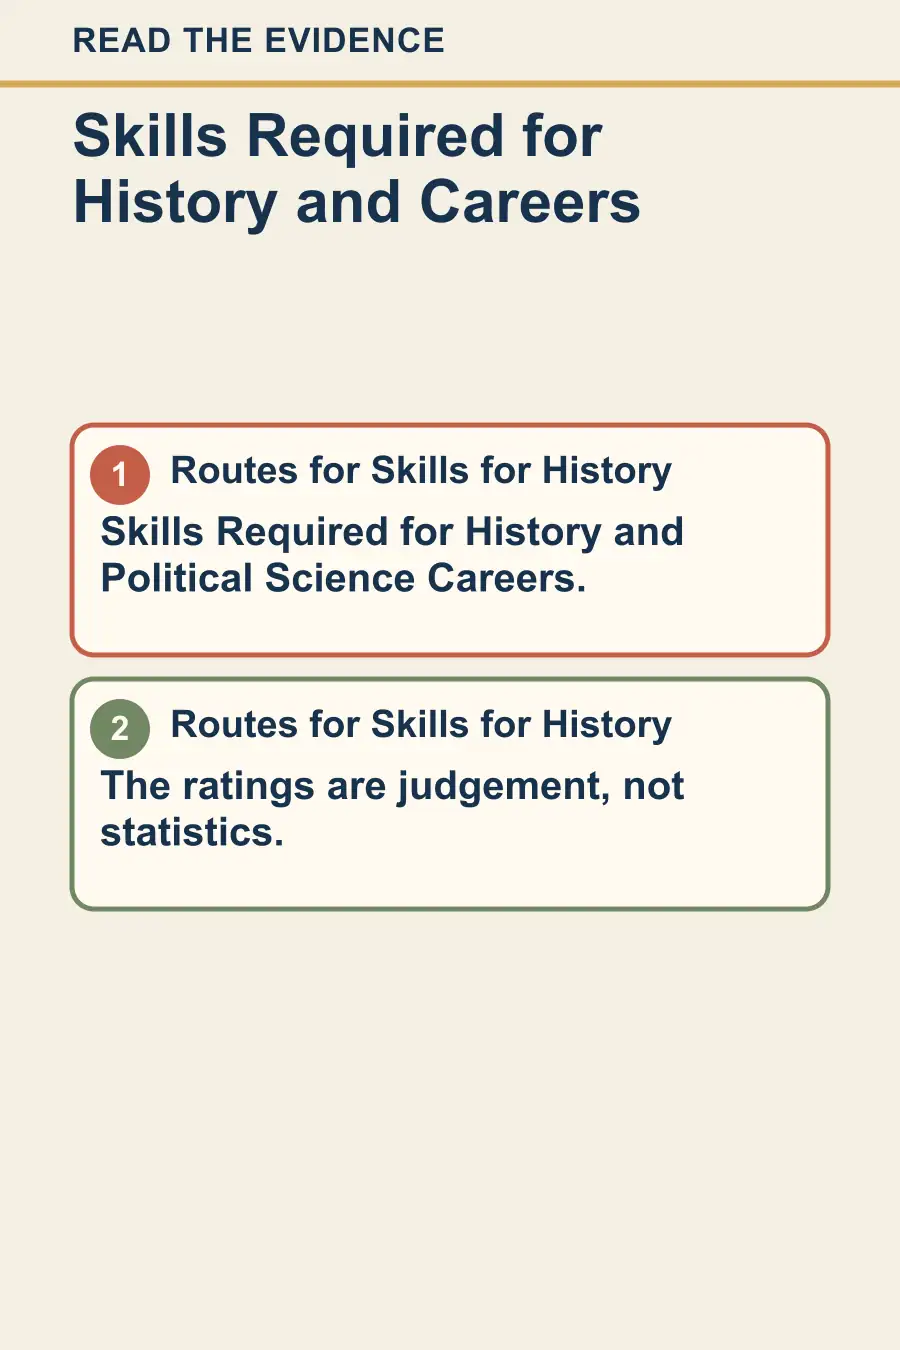 READ THE EVIDENCE
Skills Required for
History and Careers
1 Routes for Skills for History
Skills Required for History and
Political Science Careers.
2 Routes for Skills for History
The ratings are judgement, not
statistics.